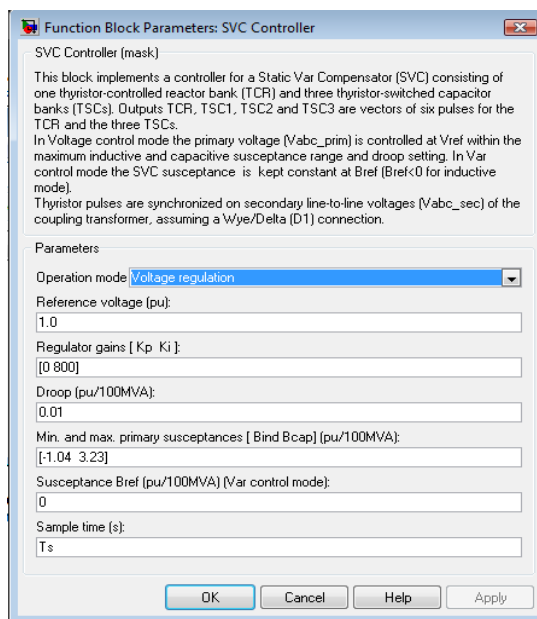 Function Block Parameters: SVC Controller
SVC Controller (mask)
This block implements a controller for a Static Var Compensator (SVC) consisting of
one thyristor-controlled reactor bank (TCR) and three thyristor-switched capacitor
banks (TSCs). Outputs TCR, TSC1, TSC2 and TSC3 are vectors of six pulses for the
TCR and the three TSCs.
In Voltage control mode the primary voltage (Vabc_prim) is controlled at Vref within the
maximum inductive and capacitive susceptance range and droop setting. In Var
control mode the SVC susceptance is kept constant at Bref (Bref<0 for inductive
mode).
Thyristor pulses are synchronized on secondary line-to-line voltages (Vabc_sec) of the
coupling transformer, assuming a Wye/Delta (D1) connection.
Parameters
Operation mode Voltage regulation
Reference voltage (pu):
1.0
Regulator gains [ Kp Ki ]:
[0 800]
Droop (pu/100MVA):
0.01
Min. and max. primary susceptances [ Bind Bcap] (pu/100MVA):
[-1.04 3.23]
Susceptance Bref (pu/100MVA) (Var control mode):
0
Sample time (s):
Ts
OK Cancel Help Apply